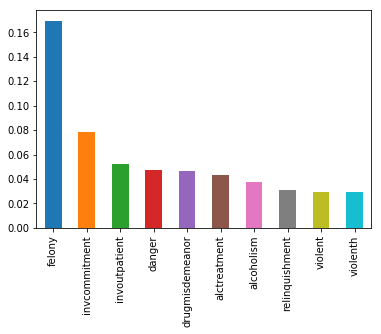 0.16
0.14
0.12
0.10
0.08
0.06
0.04
0.02
0.00
felony
invcommitment
invoutpatient
danger
drugmisdemeanor
alctreatment
alcoholism
relinquishment
violent
violenth